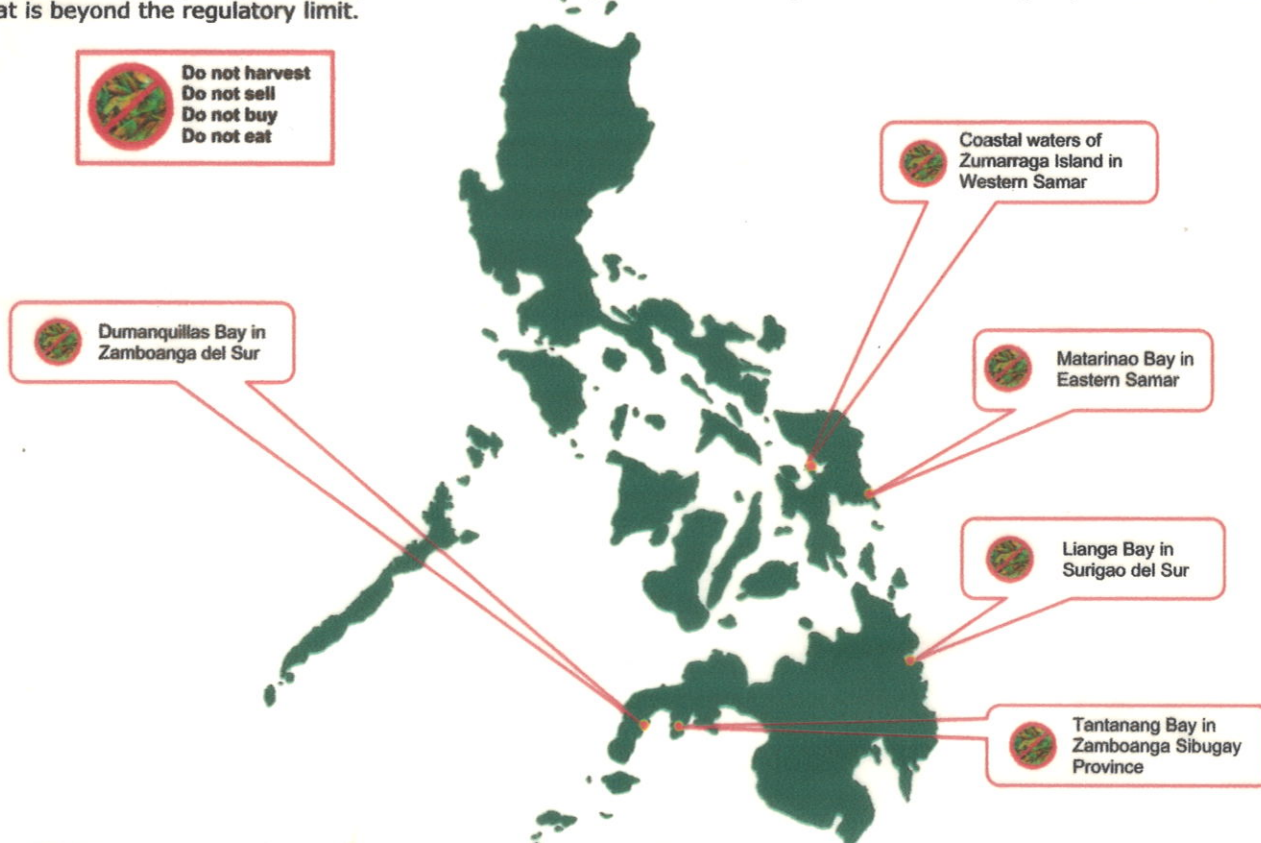 at is beyond the regulatory limit.
Do not harvest
Do not sell
Do not buy
Do not eat
Coastal waters of
Zumarraga Island in
Western Samar
Dumanquillas Bay in
Zamboanga del Sur
Matarinao Bay in
Eastern Samar
Lianga Bay in
Surigao del Sur
Tantanang Bay in
Zamboanga Sibugay
Province